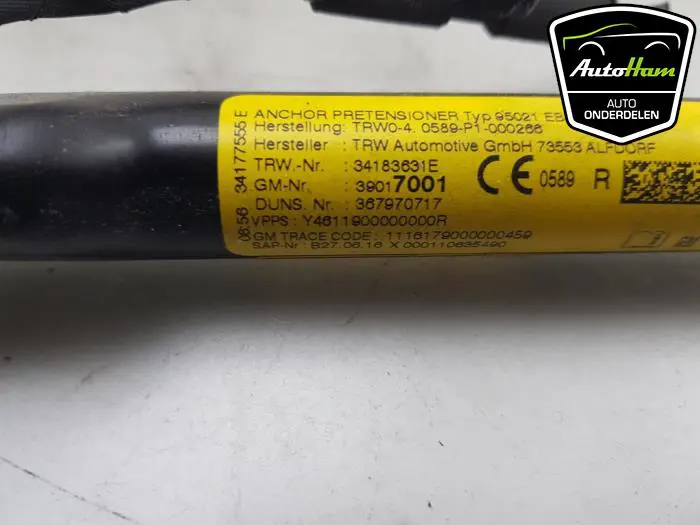 AutoHam
AUTO
ONDERDELEN
08:56 34177555 E
ANCHOR PRETENSIONER Typ 95021
Herstellung: TRW0-4. 0589-P1-000266
Hersteller : TRW Automotive GmbH 73553 ALFDORF
TRW.-Nr. : 34183631E
GM-Nr. : 39017001
CE 0589 R
DUNS. Nr. : 367970717
VPPS : Y4611900000000R
GM TRACE CODE : 1116179000000459
SAP-Nr : B27.06.16 X 000110635490